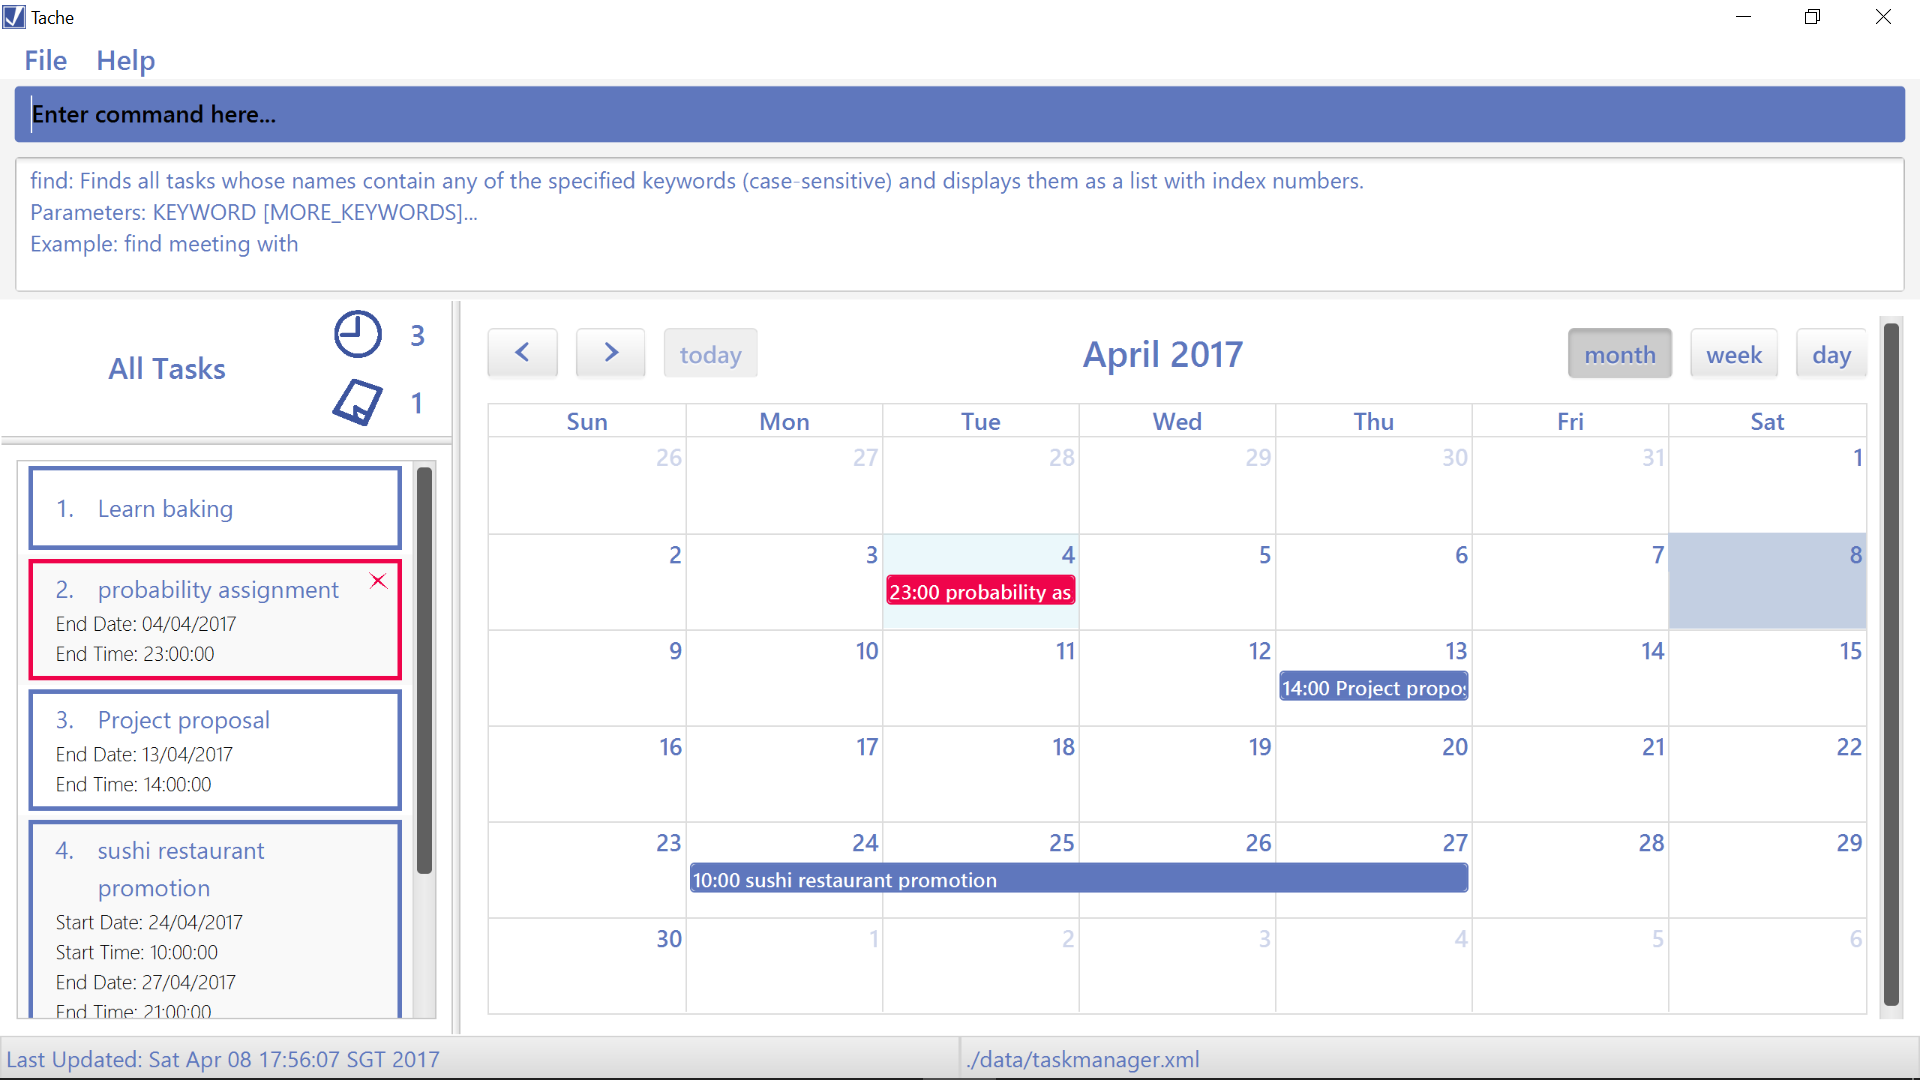 Tache
File Help
Enter command here...
find: Finds all tasks whose names contain any of the specified keywords (case-sensitive) and displays them as a list with index numbers.
Parameters: KEYWORD [MORE_KEYWORDS]...
Example: find meeting with
All Tasks
3
1
1. Learn baking
2. probability assignment
End Date: 04/04/2017
End Time: 23:00:00
3. Project proposal
End Date: 13/04/2017
End Time: 14:00:00
4. sushi restaurant
promotion
Start Date: 24/04/2017
Start Time: 10:00:00
End Date: 27/04/2017
End Time: 21:00:00
< > today
April 2017
month week day
Sun Mon Tue Wed Thu Fri Sat
26 27 28 29 30 31 1
2 3 4 5 6 7 8
23:00 probability as
9 10 11 12 13 14 15
14:00 Project propo
16 17 18 19 20 21 22
23 24 25 26 27 28 29
10:00 sushi restaurant promotion
30 1 2 3 4 5 6
Last Updated: Sat Apr 08 17:56:07 SGT 2017
./data/taskmanager.xml